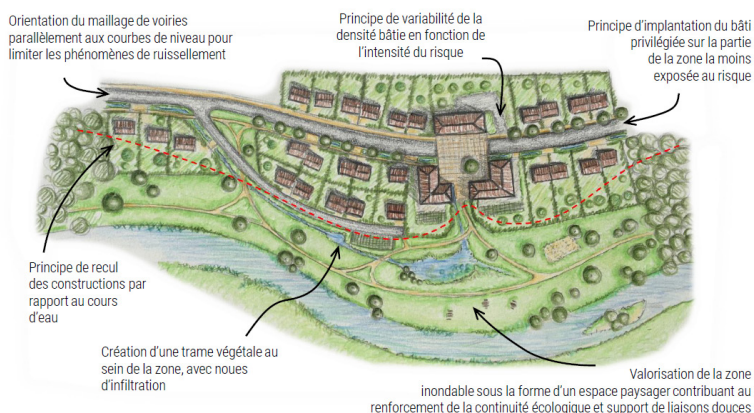 Orientation du maillage de voiries
parallèlement aux courbes de niveau pour
limiter les phénomènes de ruissellement
Principe de variabilité de la
densité bâtie en fonction de
l'intensité du risque
Principe d'implantation du bâti
privilégiée sur la partie
de la zone la moins
exposée au risque
Principe de recul
des constructions par
rapport au cours
d'eau
Création d'une trame végétale au
sein de la zone, avec noues
d'infiltration
Valorisation de la zone
inondable sous la forme d'un espace paysager contribuant au
renforcement de la continuité écologique et support de liaisons douces